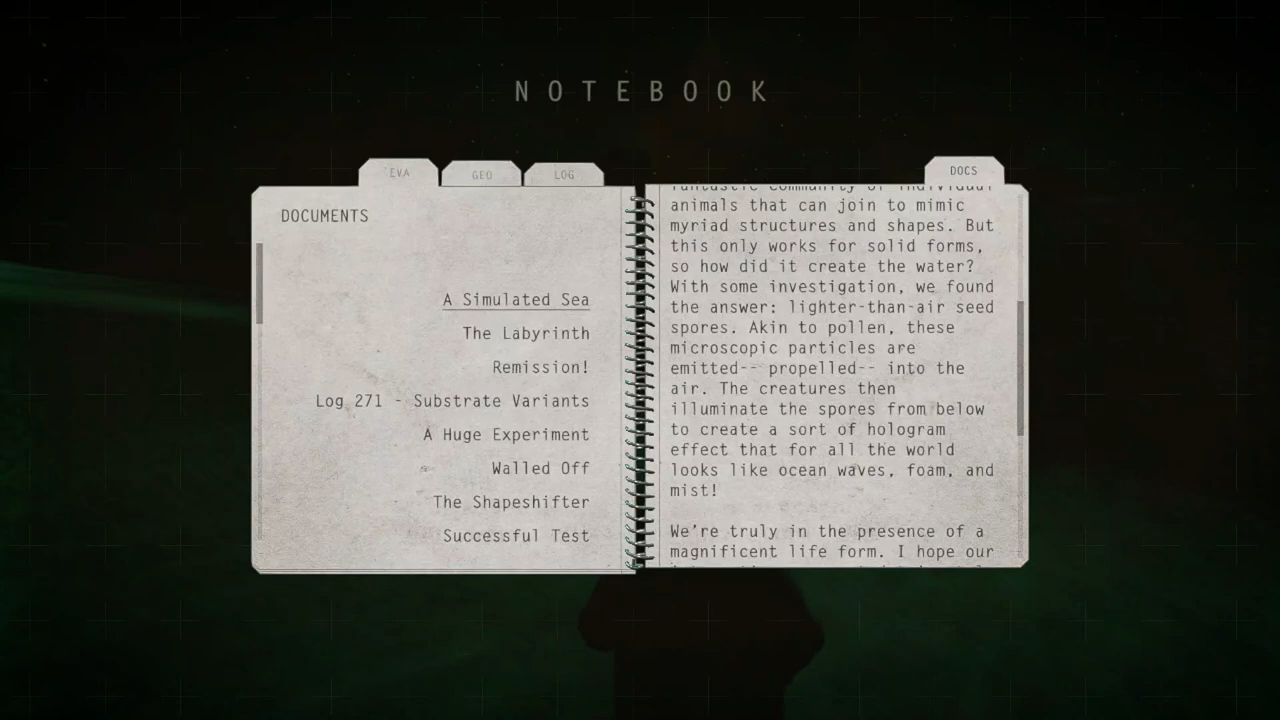 NOTEBOOK
EVA
GEO
LOG
DOCS
DOCUMENTS
A Simulated Sea
The Labyrinth
Remission!
Log 271 - Substrate Variants
A Huge Experiment
Walled Off
The Shapeshifter
Successful Test
fantastic community of individual
animals that can join to mimic
myriad structures and shapes. But
this only works for solid forms,
so how did it create the water?
With some investigation, we found
the answer: lighter-than-air seed
spores. Akin to pollen, these
microscopic particles are
emitted-- propelled-- into the
air. The creatures then
illuminate the spores from below
to create a sort of hologram
effect that for all the world
looks like ocean waves, foam, and
mist!
We're truly in the presence of a
magnificent life form. I hope our